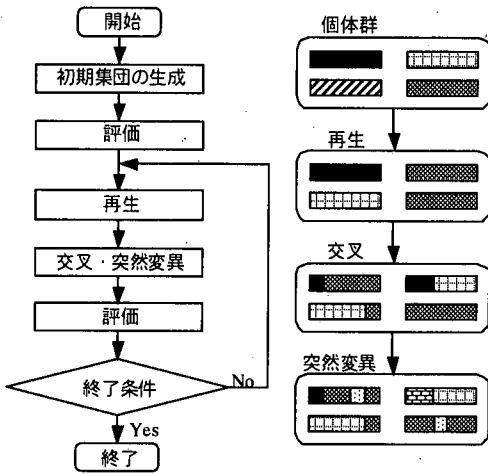 開始
初期集団の生成
評価
再生
交叉・突然変異
評価
終了条件
No
Yes
終了
個体群
再生
交叉
突然変異